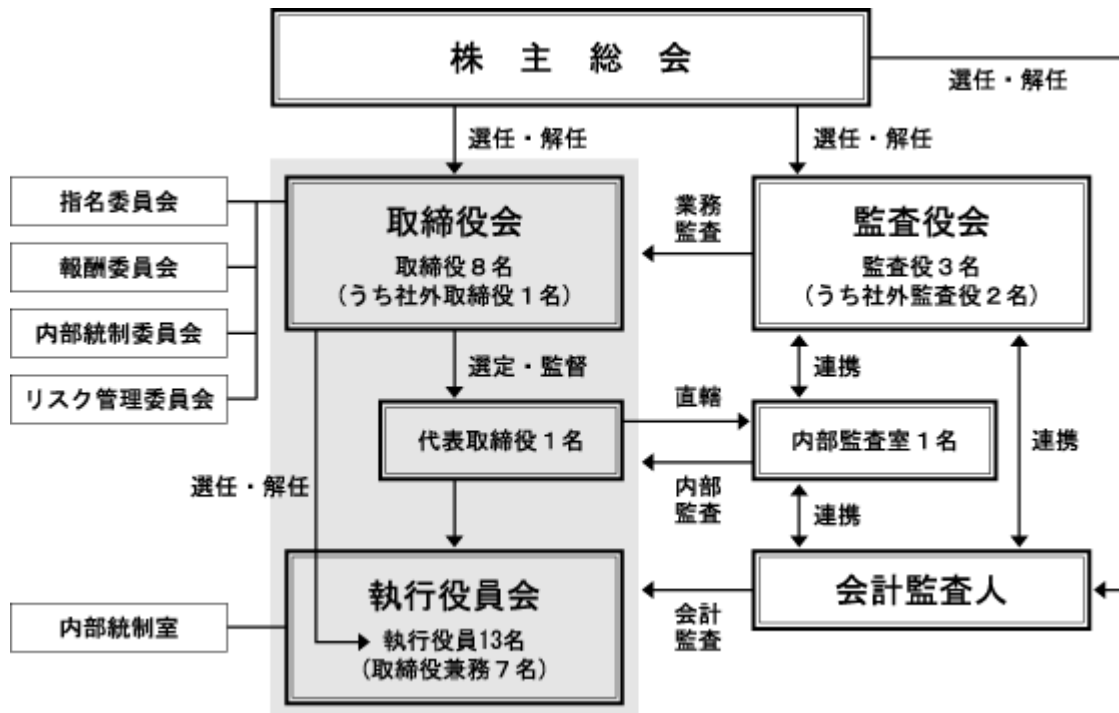 株主総会
選任・解任
選任・解任
選任・解任
指名委員会
報酬委員会
内部統制委員会
リスク管理委員会
取締役会
取締役8名
(うち社外取締役1名)
業務
監査
監査役会
監査役3名
(うち社外監査役2名)
選定・監督
連携
代表取締役1名
直轄
内部監査室1名
連携
選任・解任
内部
監査
連携
執行役員会
執行役員13名
(取締役兼務7名)
内部統制室
会計
監査
会計監査人